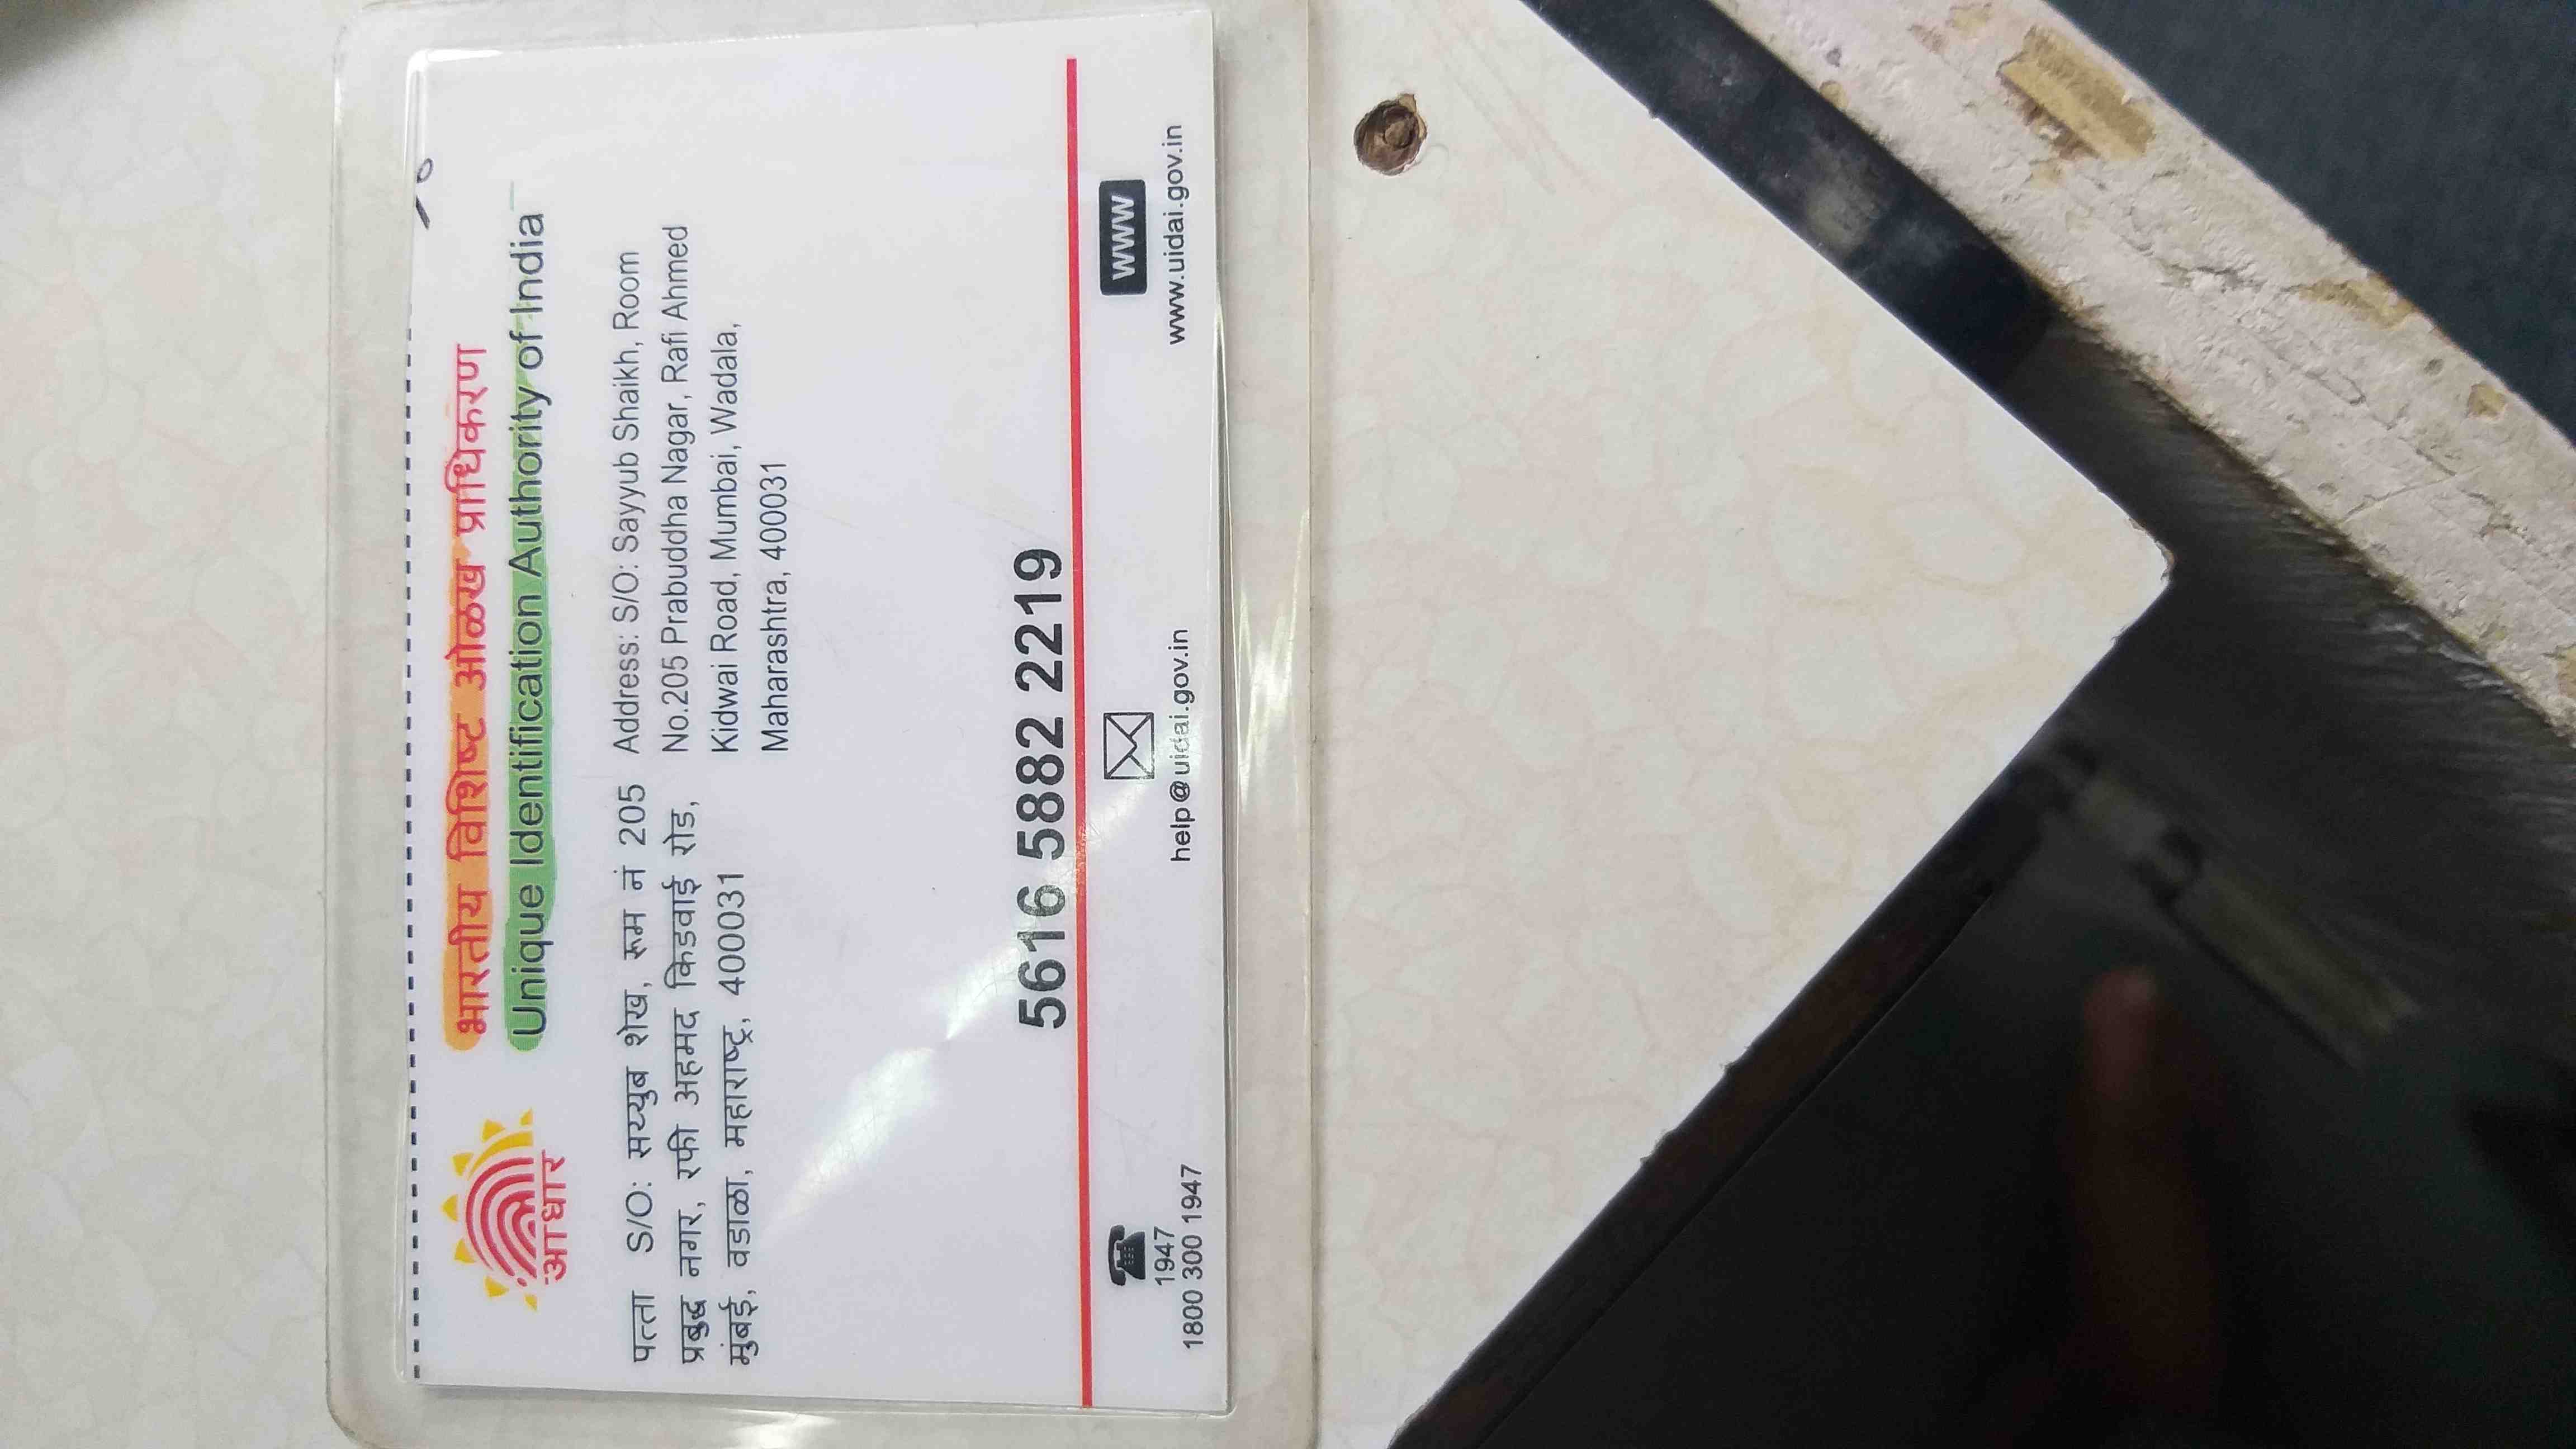 भारतीय विशिष्ट ओळख प्राधिकरण
Unique Identification Authority of India
आधार
पत्ता S/O: सय्युब शेख, रूम नं 205
प्रबुद्ध नगर, रफी अहमद किडवाई रोड,
मुंबई, वडाळा, महाराष्ट्र, 400031
Address: S/O: Sayyub Shaikh, Room
No.205 Prabuddha Nagar, Rafi Ahmed
Kidwai Road, Mumbai, Wadala,
Maharashtra, 400031
5616 5882 2219
1947
1800 300 1947
help@uidai.gov.in
WWW
www.uidai.gov.in